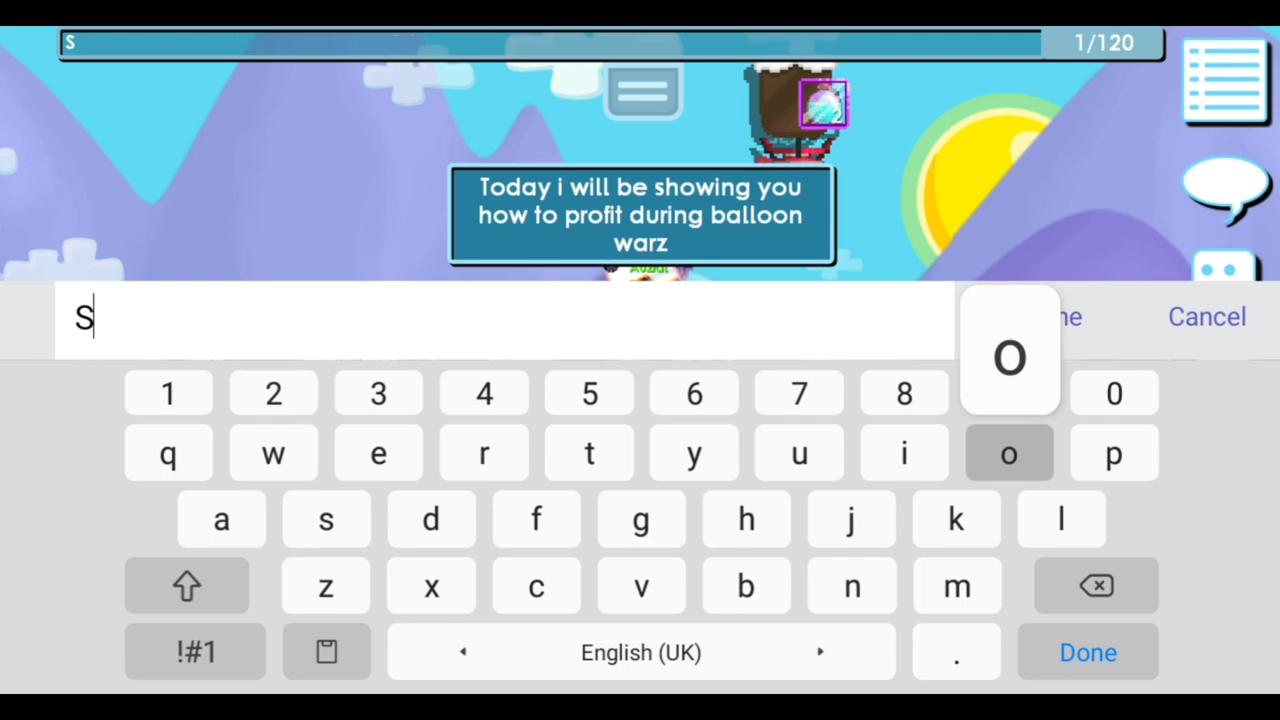 S
1/120
Today i will be showing you
how to profit during balloon
warz
S
Cancel
o
1 2 3 4 5 6 7 8 0
q w e r t y u i o p
a s d f g h j k l
z x c v b n m
!#1 English (UK) . Done